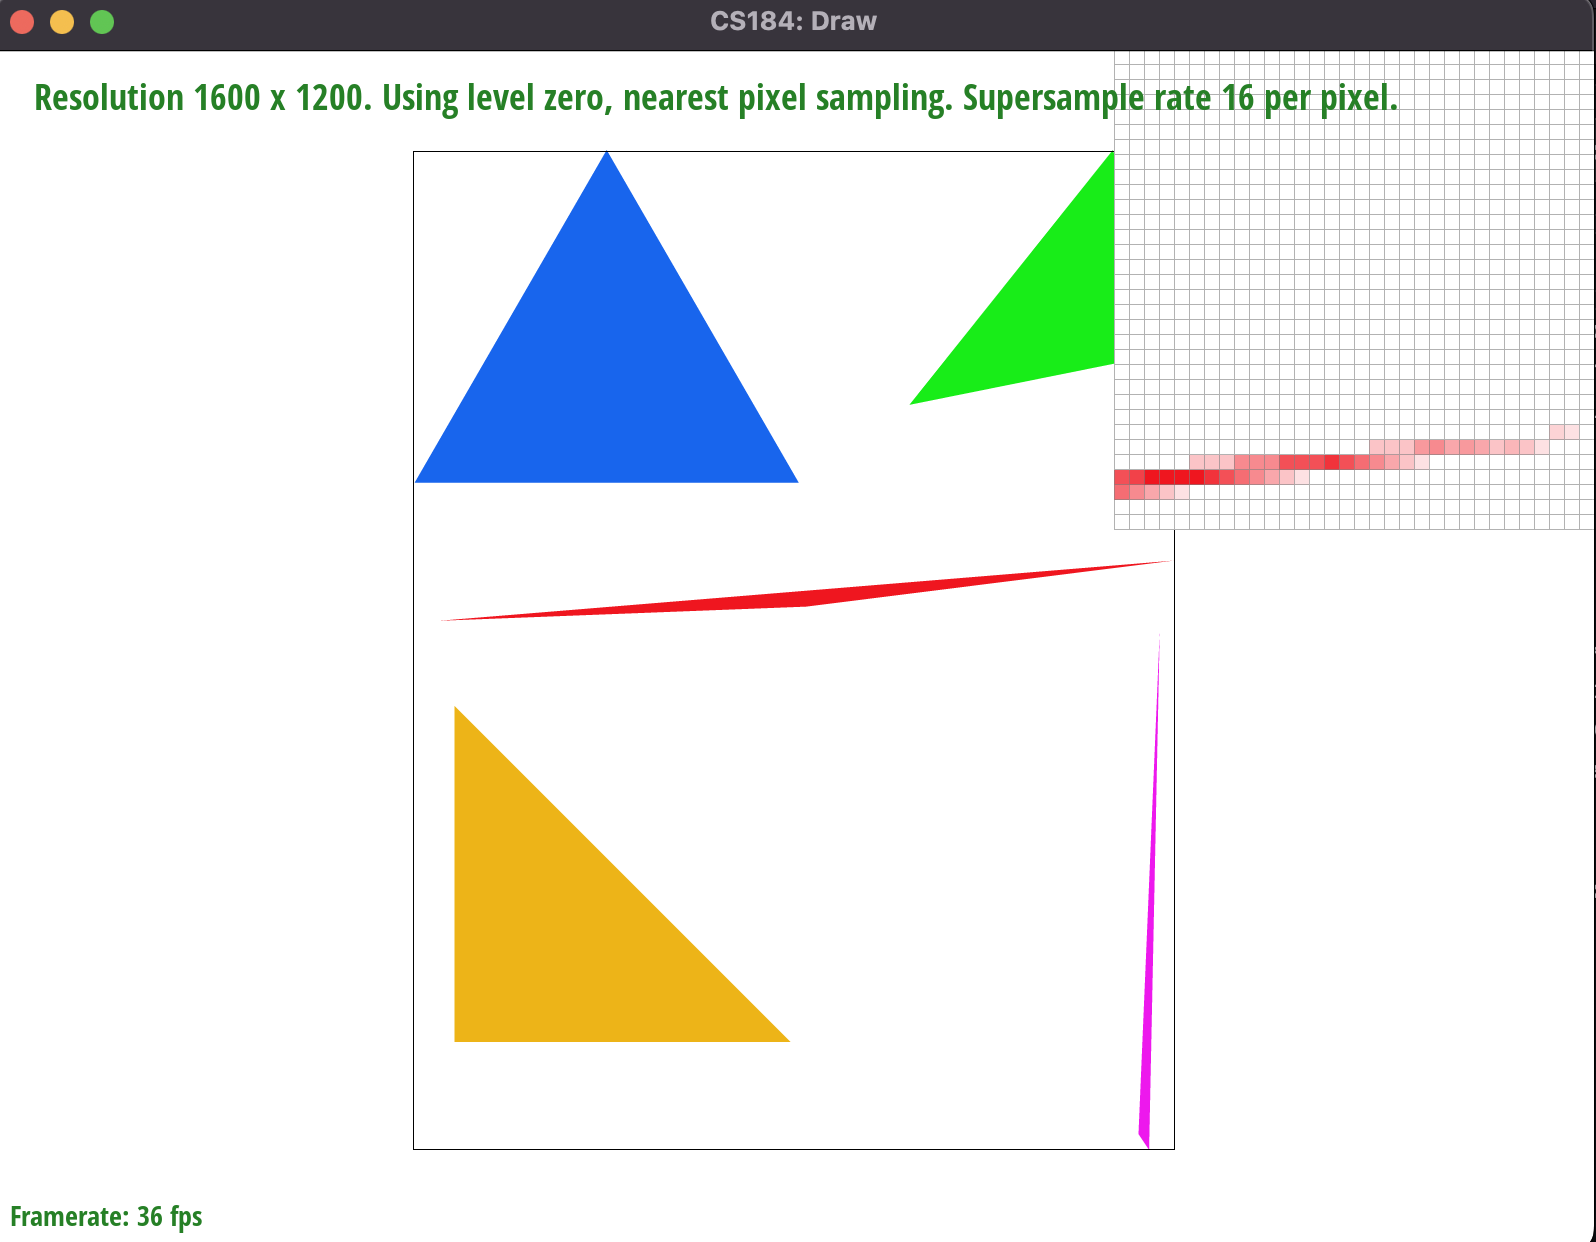 CS184: Draw
Resolution 1600 x 1200. Using level zero, nearest pixel sampling. Supersample rate 16 per pixel.
Framerate: 36 fps